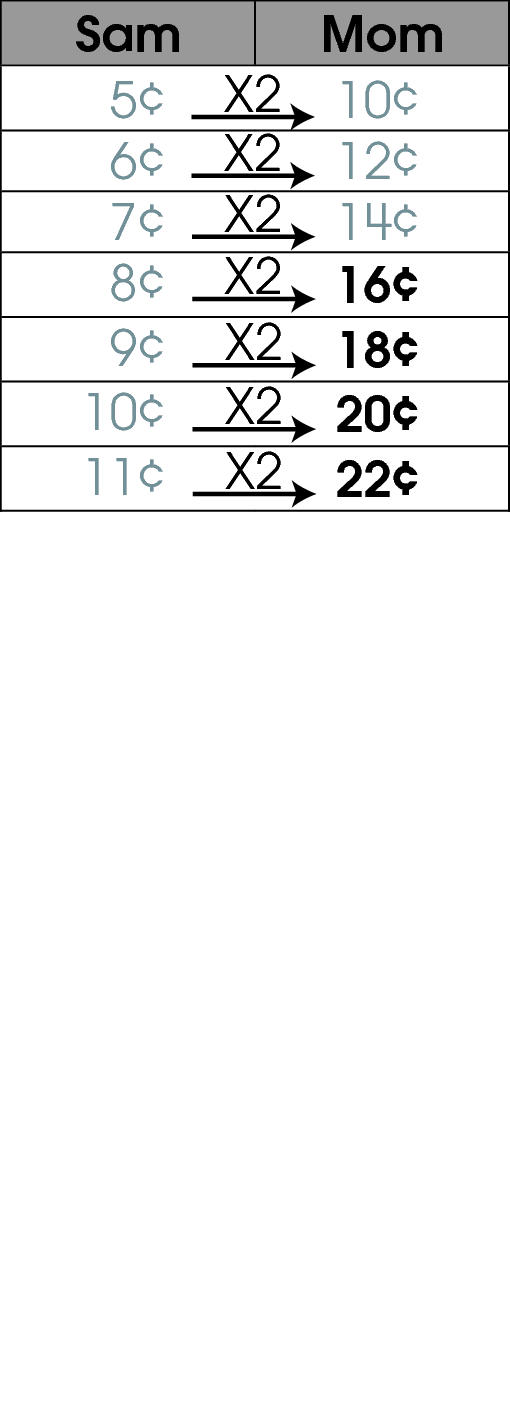 Sam Mom
5¢ X2 10¢
6¢ X2 12¢
7¢ X2 14¢
8¢ X2 16¢
9¢ X2 18¢
10¢ X2 20¢
11¢ X2 22¢